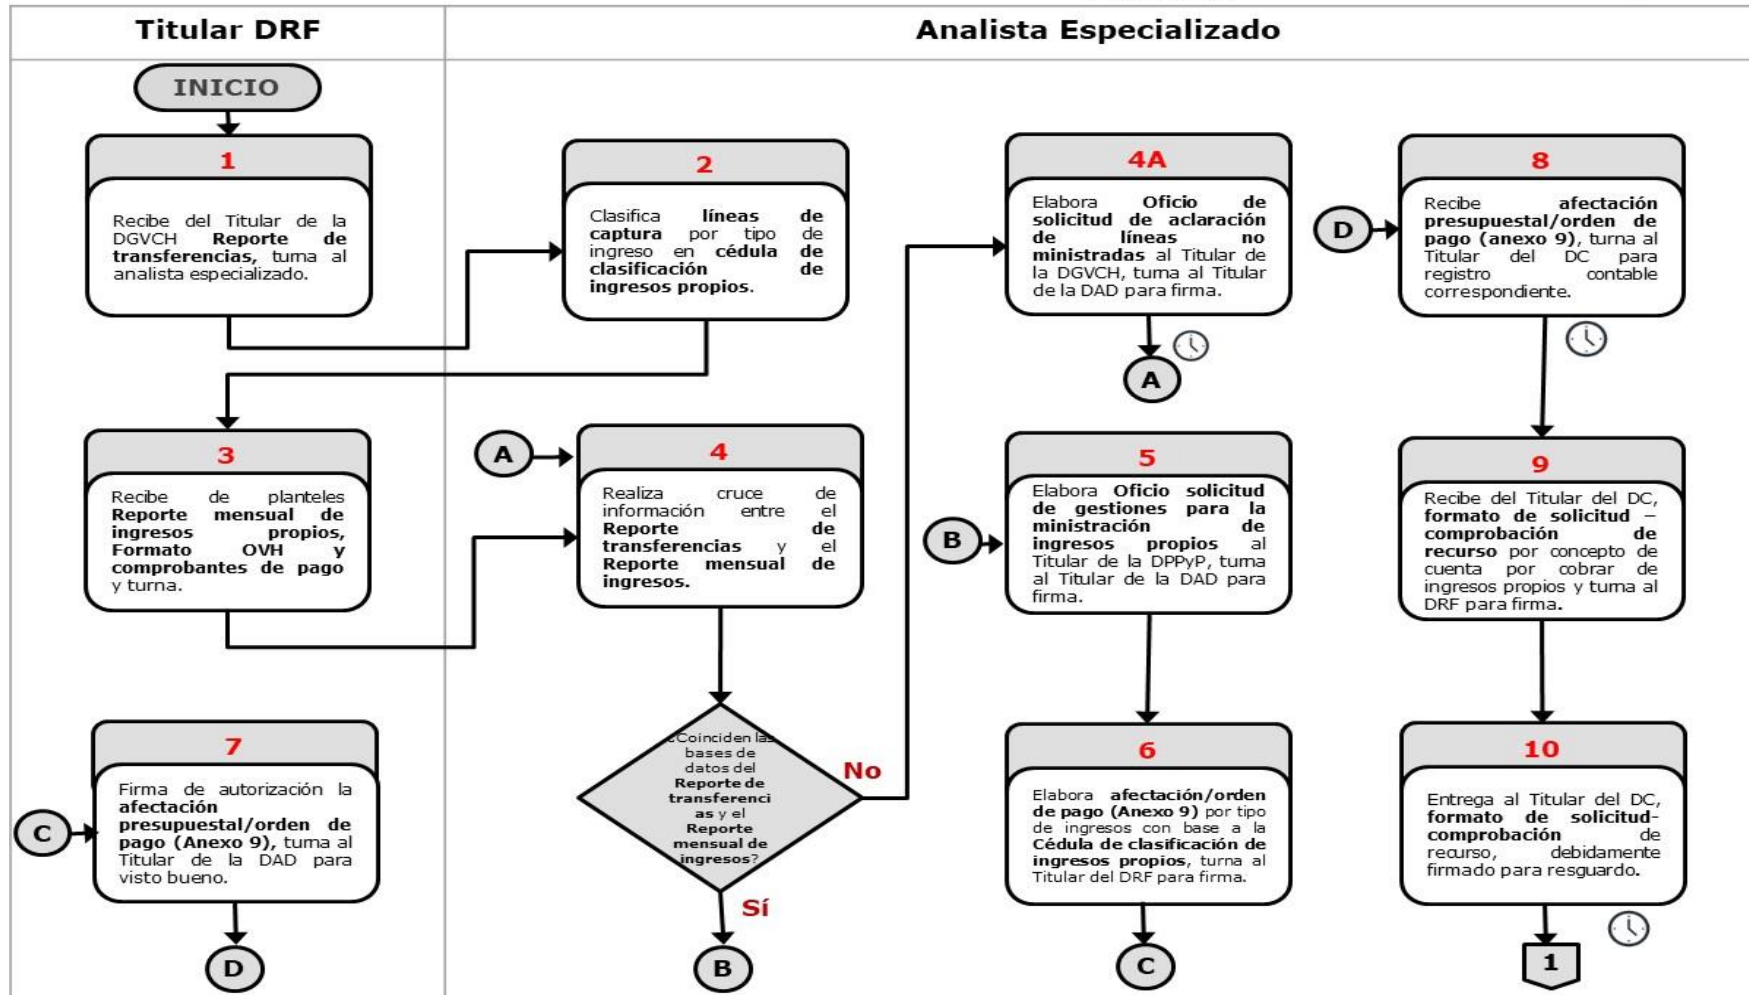 Titular DRF
Analista Especializado
INICIO
1
Recibe del Titular de la
DGVCH Reporte de
transferencias, turna al
analista especializado.
2
Clasifica líneas de
captura por tipo de
ingreso en cédula de
clasificación de
ingresos propios.
3
Recibe de planteles
Reporte mensual de
ingresos propios,
Formato OVH y
comprobantes de pago
y turna.
A
4
Realiza cruce de
información entre el
Reporte de
transferencias y el
Reporte mensual de
ingresos.
¿Coinciden las
bases de
datos del
Reporte de
transferenci
as y el
Reporte
mensual de
ingresos?
No
Sí
B
4A
Elabora Oficio de
solicitud de aclaración
de líneas no
ministradas al Titular de
la DGVCH, turna al Titular
de la DAD para firma.
A
B
5
Elabora Oficio solicitud
de gestiones para la
ministración de
ingresos propios al
Titular de la DPPyP, turna
al Titular de la DAD para
firma.
6
Elabora afectación/orden
de pago (Anexo 9) por tipo
de ingresos con base a la
Cédula de clasificación de
ingresos propios, turna al
Titular del DRF para firma.
C
C
7
Firma de autorización la
afectación
presupuestal/orden de
pago (Anexo 9), turna al
Titular de la DAD para
visto bueno.
D
D
8
Recibe afectación
presupuestal/orden de
pago (anexo 9), turna al
Titular del DC para
registro contable
correspondiente.
9
Recibe del Titular del DC,
formato de solicitud –
comprobación de
recurso por concepto de
cuenta por cobrar de
ingresos propios y turna al
DRF para firma.
10
Entrega al Titular del DC,
formato de solicitud-
comprobación de
recurso, debidamente
firmado para resguardo.
1